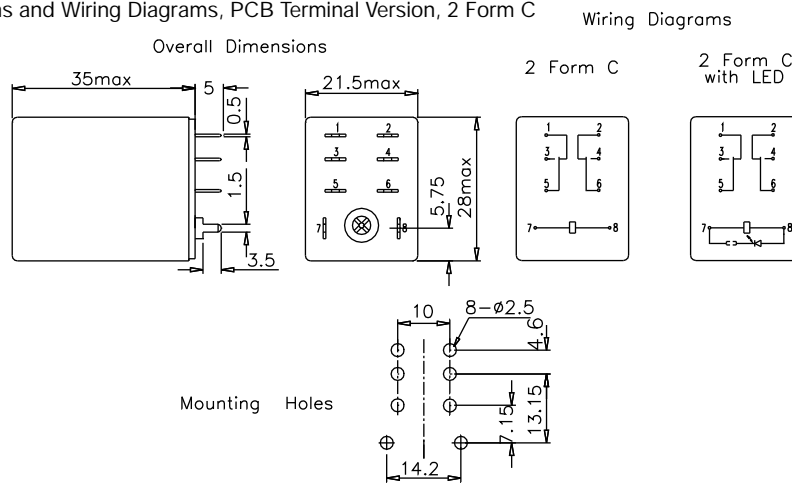 ns and Wiring Diagrams, PCB Terminal Version, 2 Form C
Wiring Diagrams
Overall Dimensions
2 Form C
2 Form C
with LED
35max
5
0.5
1.5
3.5
21.5max
1 2
3 4
5 6
7 8
5.75
28max
1 2
3 4
5 6
7 8
1 2
3 4
5 6
7 8
Mounting Holes
10
8-ø2.5
4.6
13.15
7.15
14.2